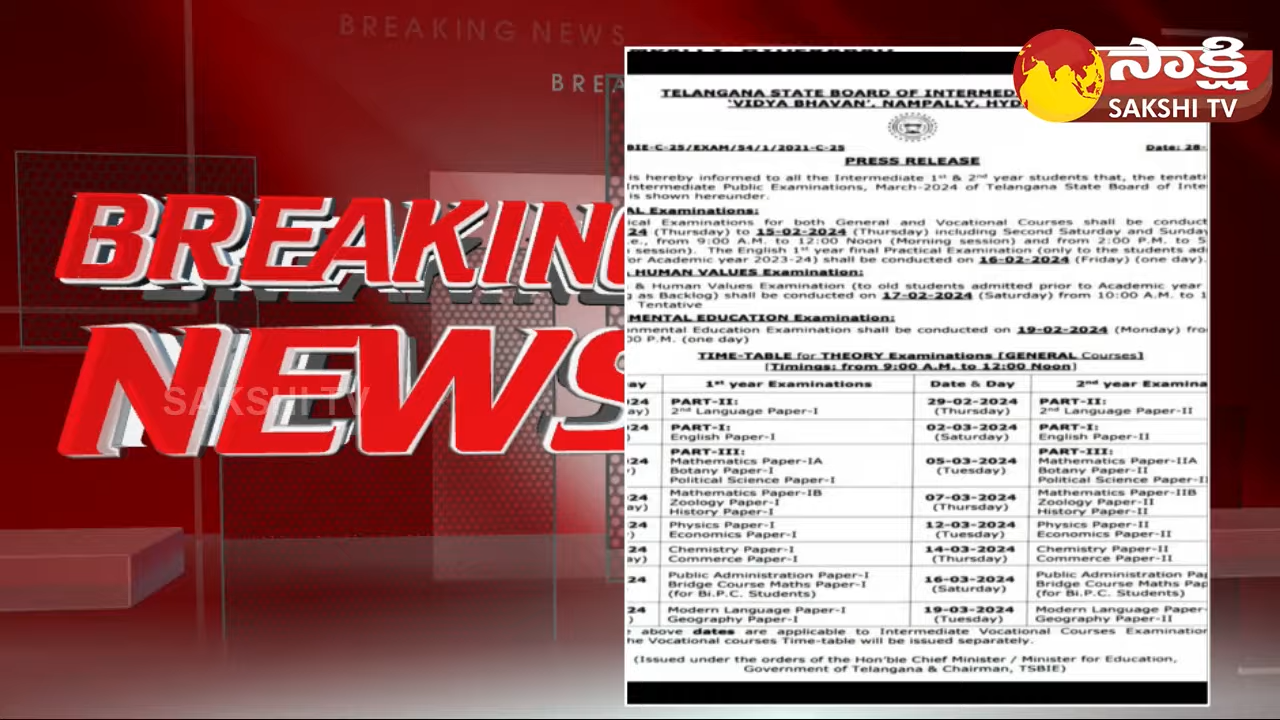 BREAKING NEWS
BREA
సాక్షి
SAKSHI TV
BREAKING
NEWS
SAKSHI TV
TELANGANA STATE BOARD OF INTERMED
'VIDYA BHAVAN', NAMPALLY, HYD
BIE-C-25/EXAM/54/1/2021-C-25 Date: 28-
PRESS RELEASE
is hereby informed to all the Intermediate 1st & 2nd year students that, the tentati
Intermediate Public Examinations, March-2024 of Telangana State Board of Inte
is shown hereunder.
AL Examinations:
ical Examinations for both General and Vocational Courses shall be conduct
24 (Thursday) to 15-02-2024 (Thursday) including Second Saturday and Sunday
.e., from 9:00 A.M. to 12:00 Noon (Morning session) and from 2:00 P.M. to 5
n session). The English 1st year final Practical Examination (only to the students adi
or Academic year 2023-24) shall be conducted on 16-02-2024 (Friday) (one day).
HUMAN VALUES Examination:
& Human Values Examination (to old students admitted prior to Academic year
g as Backlog) shall be conducted on 17-02-2024 (Saturday) from 10:00 A.M. to 1
Tentative
MENTAL EDUCATION Examination:
onmental Education Examination shall be conducted on 19-02-2024 (Monday) fro
00 P.M. (one day)
TIME-TABLE for THEORY Examinations [GENERAL Courses]
[Timings: from 9:00 A.M. to 12:00 Noon]
ay 1st year Examinations Date & Day 2nd year Examina
24 PART-II: 29-02-2024 PART-II:
ay) 2nd Language Paper-I (Thursday) 2nd Language Paper-II
24 PART-I: 02-03-2024 PART-I:
) English Paper-I (Saturday) English Paper-II
PART-III: PART-III:
24 Mathematics Paper-IA 05-03-2024 Mathematics Paper-IIA
) Botany Paper-I (Tuesday) Botany Paper-II
Political Science Paper-I Political Science Paper-II
24 Mathematics Paper-IB 07-03-2024 Mathematics Paper-IIB
ay) Zoology Paper-I (Thursday) Zoology Paper-II
History Paper-I History Paper-II
24 Physics Paper-I 12-03-2024 Physics Paper-II
ay) Economics Paper-I (Tuesday) Economics Paper-II
24 Chemistry Paper-I 14-03-2024 Chemistry Paper-II
ay) Commerce Paper-I (Thursday) Commerce Paper-II
24 Public Administration Paper-I 16-03-2024 Public Administration Pap
Bridge Course Maths Paper-I (Saturday) Bridge Course Maths Pap
(for Bi.P.C. Students) (for Bi.P.C. Students)
24 Modern Language Paper-I 19-03-2024 Modern Language Paper-
) Geography Paper-I (Tuesday) Geography Paper-II
e above dates are applicable to Intermediate Vocational Courses Examination
he Vocational courses Time-table will be issued separately.
(Issued under the orders of the Hon'ble Chief Minister / Minister for Education,
Government of Telangana & Chairman, TSBIE)